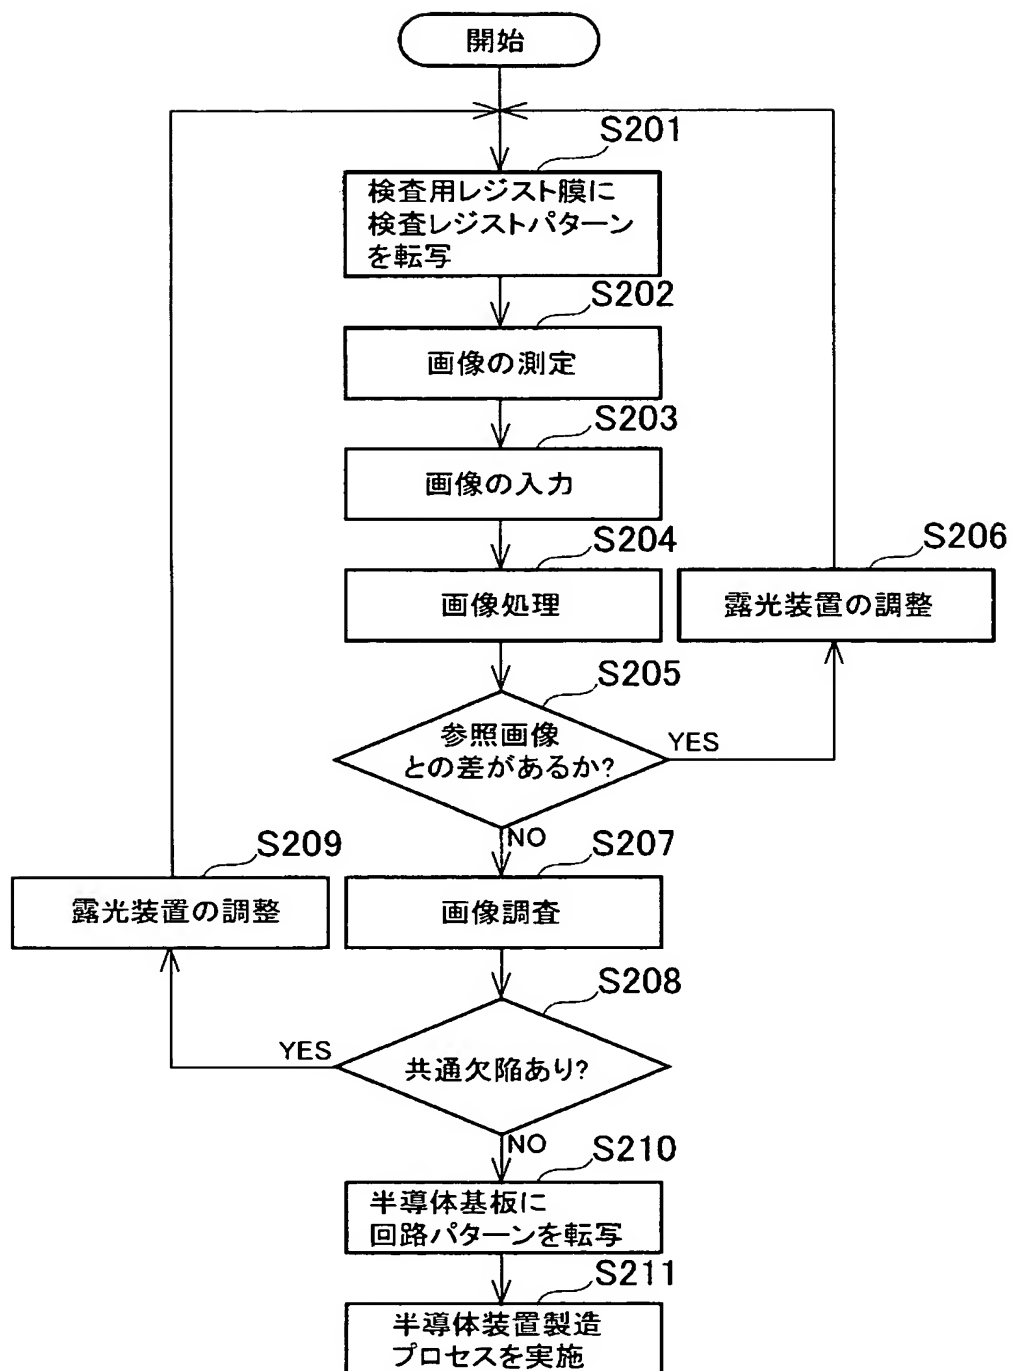 開始
S201
検査用レジスト膜に
検査レジストパターン
を転写
S202
画像の測定
S203
画像の入力
S204
画像処理
S206
露光装置の調整
S205
参照画像
との差があるか?
YES
NO
S207
画像調査
S209
露光装置の調整
S208
共通欠陥あり?
YES
NO
S210
半導体基板に
回路パターンを転写
S211
半導体装置製造
プロセスを実施